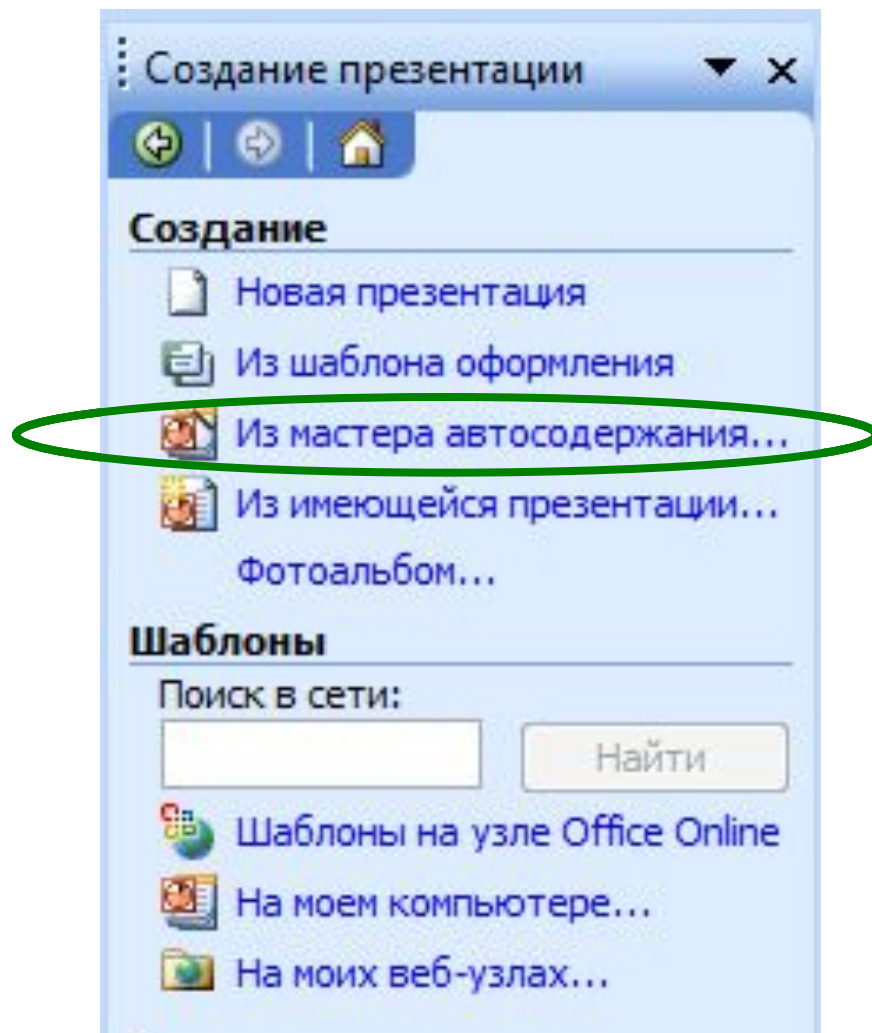 Создание презентации
Создание
Новая презентация
Из шаблона оформления
Из мастера автосодержания...
Из имеющейся презентации...
Фотоальбом...
Шаблоны
Поиск в сети:
Найти
Шаблоны на узле Office Online
На моем компьютере...
На моих веб-узлах...